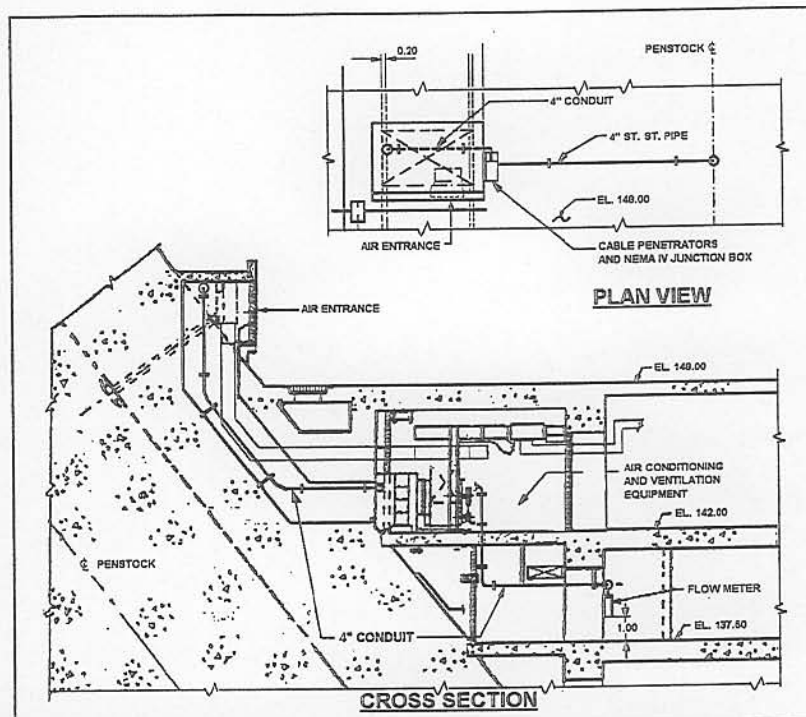 0.20
PENSTOCK ℄
4" CONDUIT
4" ST. ST. PIPE
EL. 148.00
AIR ENTRANCE
CABLE PENETRATORS
AND NEMA IV JUNCTION BOX
PLAN VIEW
AIR ENTRANCE
EL. 148.00
AIR CONDITIONING
AND VENTILATION
EQUIPMENT
EL. 142.00
℄ PENSTOCK
FLOW METER
1.00
EL. 137.50
4" CONDUIT
CROSS SECTION